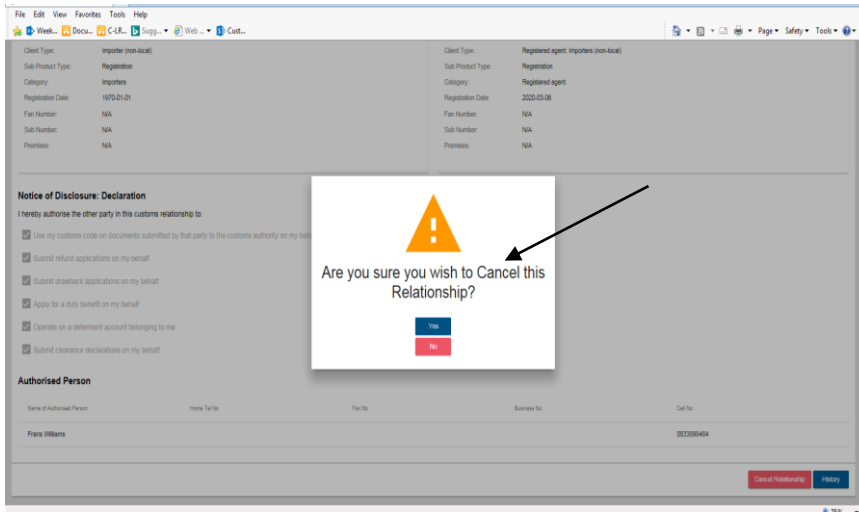 File Edit View Favorites Tools Help
Week... Docu... C-LR... Sugg... Web ... Cust... Page Safety Tools
Client Type: Importer (non-local) Client Type: Registered agent Importers (non-local)
Sub Product Type: Registration Sub Product Type: Registration
Category: Importers Category: Registered agent
Registration Date: 1970-01-01 Registration Date: 2020-03-06
Fan Number: N/A Fan Number: N/A
Sub Number: N/A Sub Number: N/A
Premises: N/A Premises: N/A
Notice of Disclosure: Declaration
I hereby authorise the other party in this customs relationship to:
Use my customs code on documents submitted by that party to the customs authority on my
Submit refund applications on my behalf
Submit drawback applications on my behalf
Apply for a duty benefit on my behalf
Operate on a deferment account belonging to me
Submit clearance declarations on my behalf
Are you sure you wish to Cancel this
Relationship?
Yes
No
Authorised Person
Name of Authorised Person Home Tel No Fax No Business No Cell No
Frans Williams
Cancel Relationship History
75%